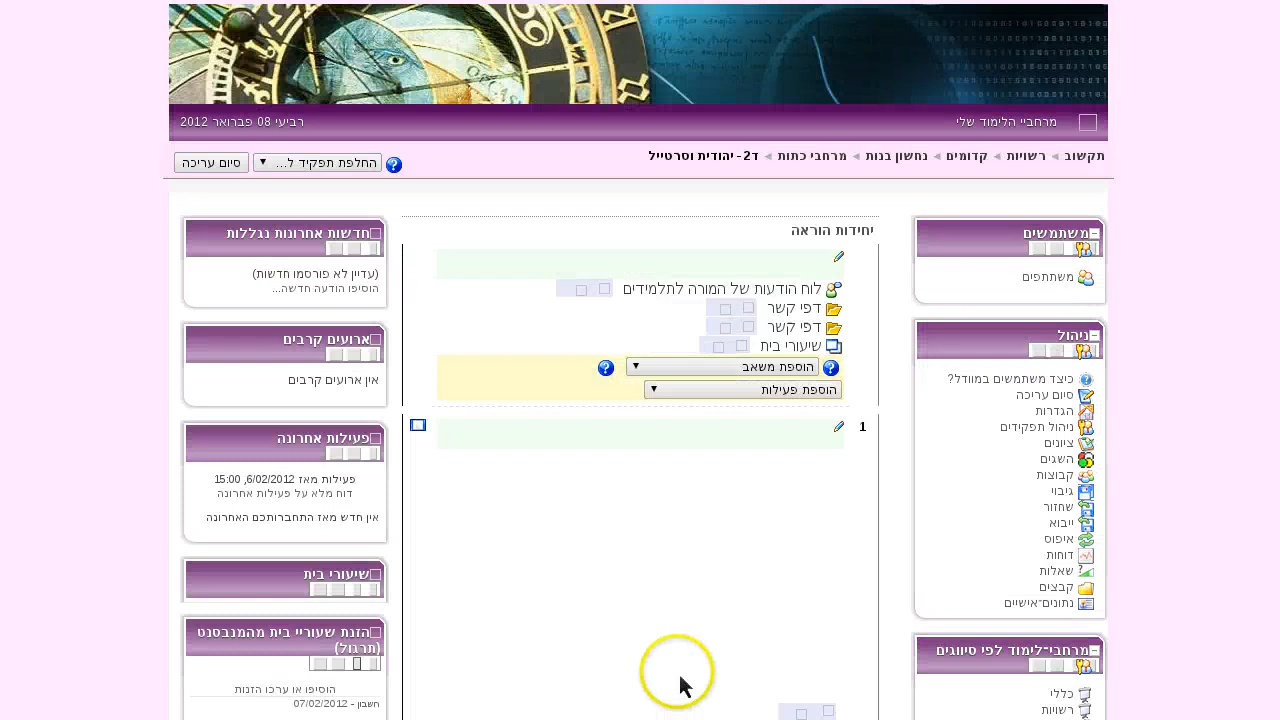 מרחביי הלימוד שלי
רביעי 08 פברואר 2012
תקשוב ◄ רשויות ◄ קדומים ◄ נחשון בנות ◄ מרחבי כתות ◄ ד2 - יהודית וסרטייל
החלפת תפקיד ל...
סיום עריכה
משתמשים
משתתפים
ניהול
כיצד משתמשים במוודל?
סיום עריכה
הגדרות
ניהול תפקידים
ציונים
השגים
קבוצות
גיבוי
שחזור
ייבוא
איפוס
דוחות
שאלות
קבצים
נתונים־אישיים
מרחבי־לימוד לפי סיווגים
כללי
רשויות
יחידות הוראה
לוח הודעות של המורה לתלמידים
דפי קשר
דפי קשר
שיעורי בית
הוספת משאב
הוספת פעילות
1
חדשות אחרונות נגללות
(עדיין לא פורסמו חדשות)
הוסיפו הודעה חדשה...
ארועים קרבים
אין ארועים קרבים
פעילות אחרונה
פעילות מאז 6/02/2012, 15:00
דוח מלא על פעילות אחרונה
אין חדש מאז התחברותכם האחרונה
שיעורי בית
הזנת שעוריי בית מהמנבסנט
(תרגול)
הוסיפו או ערכו הזנות
חשבון - 07/02/2012